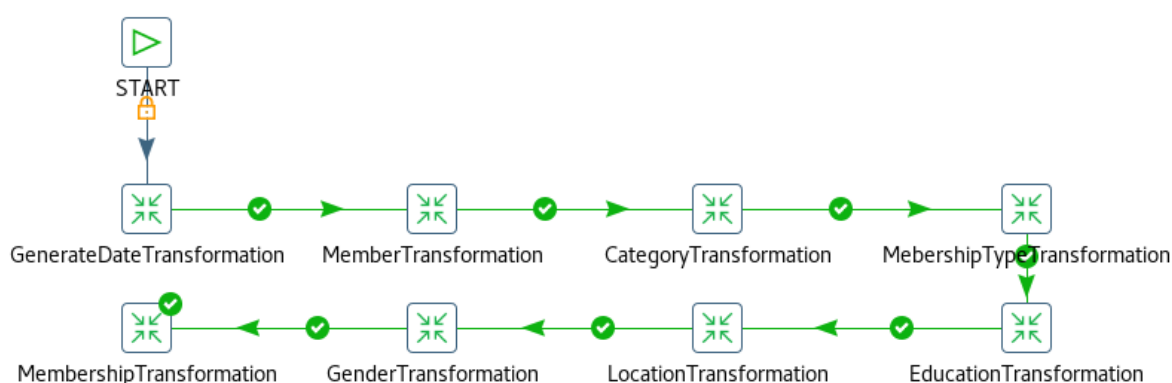 START
GenerateDateTransformation
MemberTransformation
CategoryTransformation
MebershipTypeTransformation
MembershipTransformation
GenderTransformation
LocationTransformation
EducationTransformation